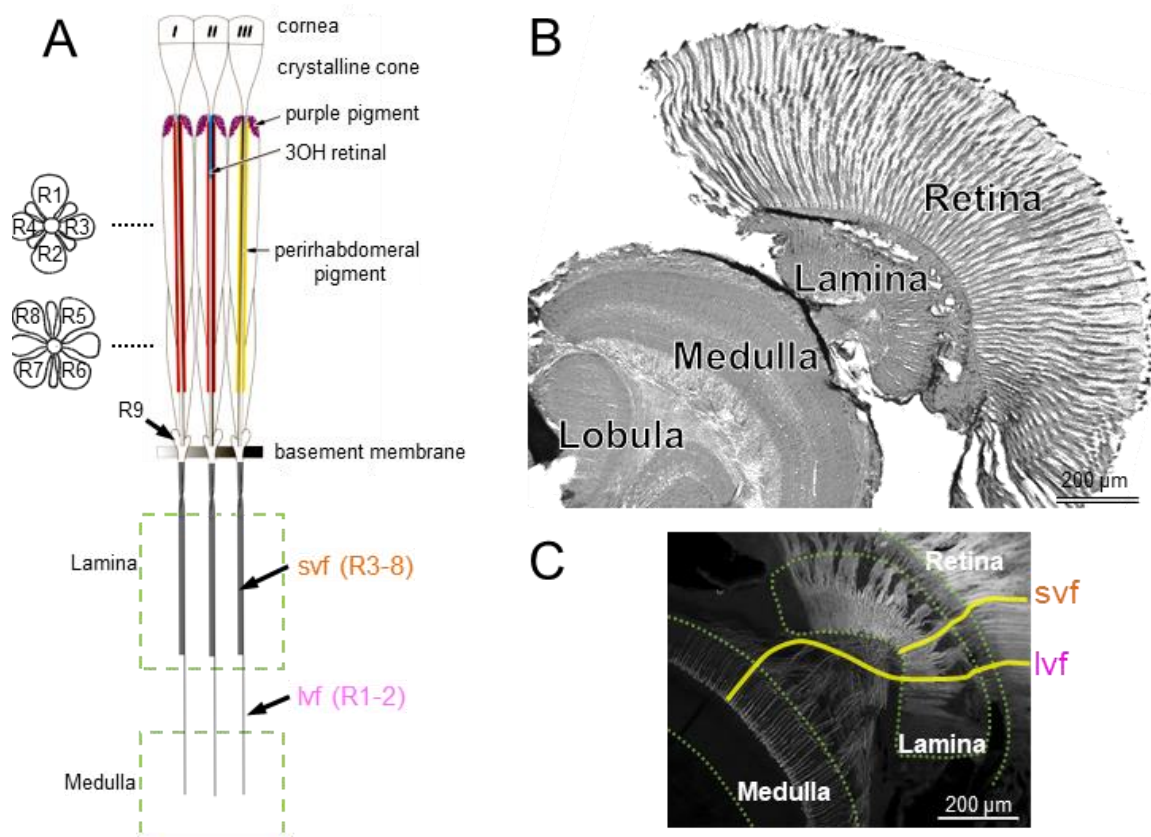 A
I II III
cornea
crystalline cone
purple pigment
3OH retinal
R1
R4 R3
R2
perirhabdomeral
pigment
R8 R5
R7 R6
R9
basement membrane
Lamina
svf (R3-8)
lvf (R1-2)
Medulla
B
Retina
Lamina
Medulla
Lobula
200 µm
C
Retina
svf
lvf
Lamina
Medulla
200 µm